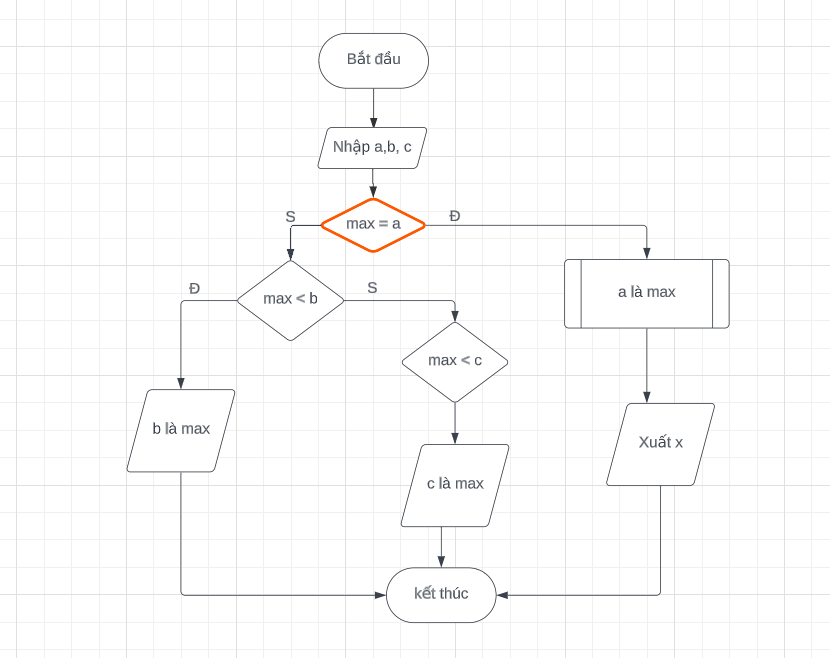 Bắt đầu
Nhập a,b, c
max = a
S
Đ
max < b
a là max
Đ
S
max < c
b là max
Xuất x
c là max
kết thúc